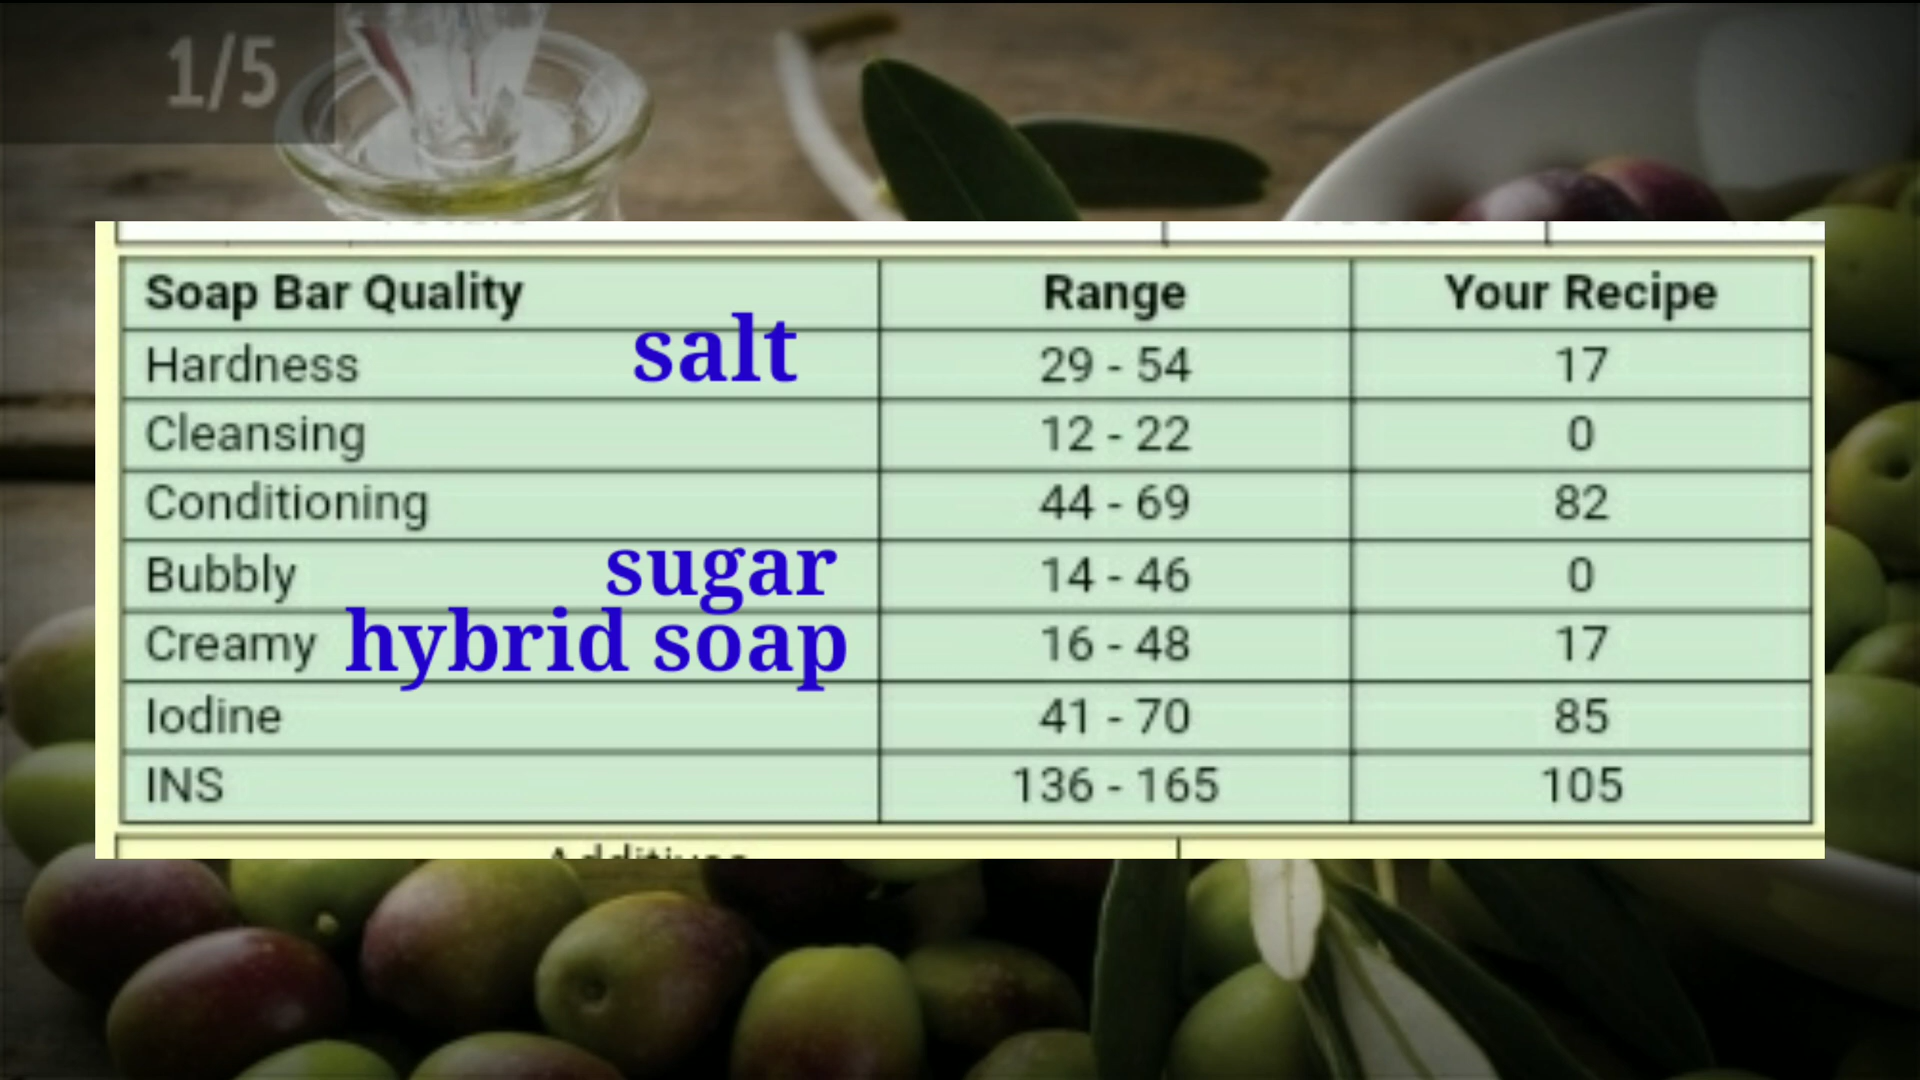 1/5
Soap Bar Quality Range Your Recipe
Hardness salt 29 - 54 17
Cleansing 12 - 22 0
Conditioning 44 - 69 82
Bubbly sugar 14 - 46 0
Creamy hybrid soap 16 - 48 17
Iodine 41 - 70 85
INS 136 - 165 105